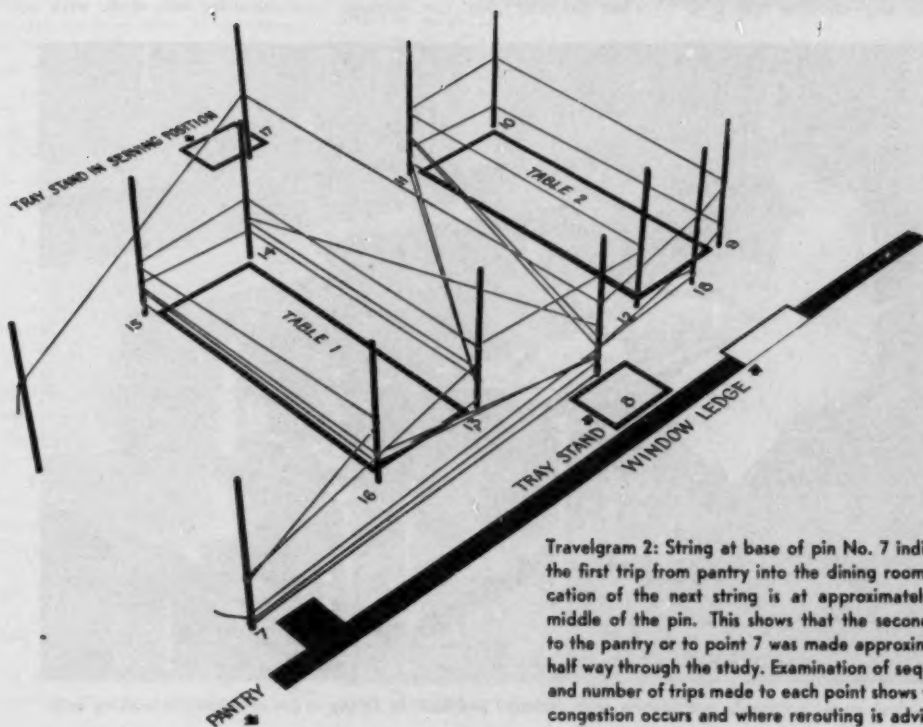 TRAY STAND IN SERVING POSITION
17
10
11
TABLE 2
9
18
12
14
15
TABLE 1
13
16
8
TRAY STAND
WINDOW LEDGE
7
PANTRY
Travelgram 2: String at base of pin No. 7 indi
the first trip from pantry into the dining room
cation of the next string is at approximatel
middle of the pin. This shows that the secon
to the pantry or to point 7 was made approxin
half way through the study. Examination of seq
and number of trips made to each point shows
congestion occurs and where rerouting is adv